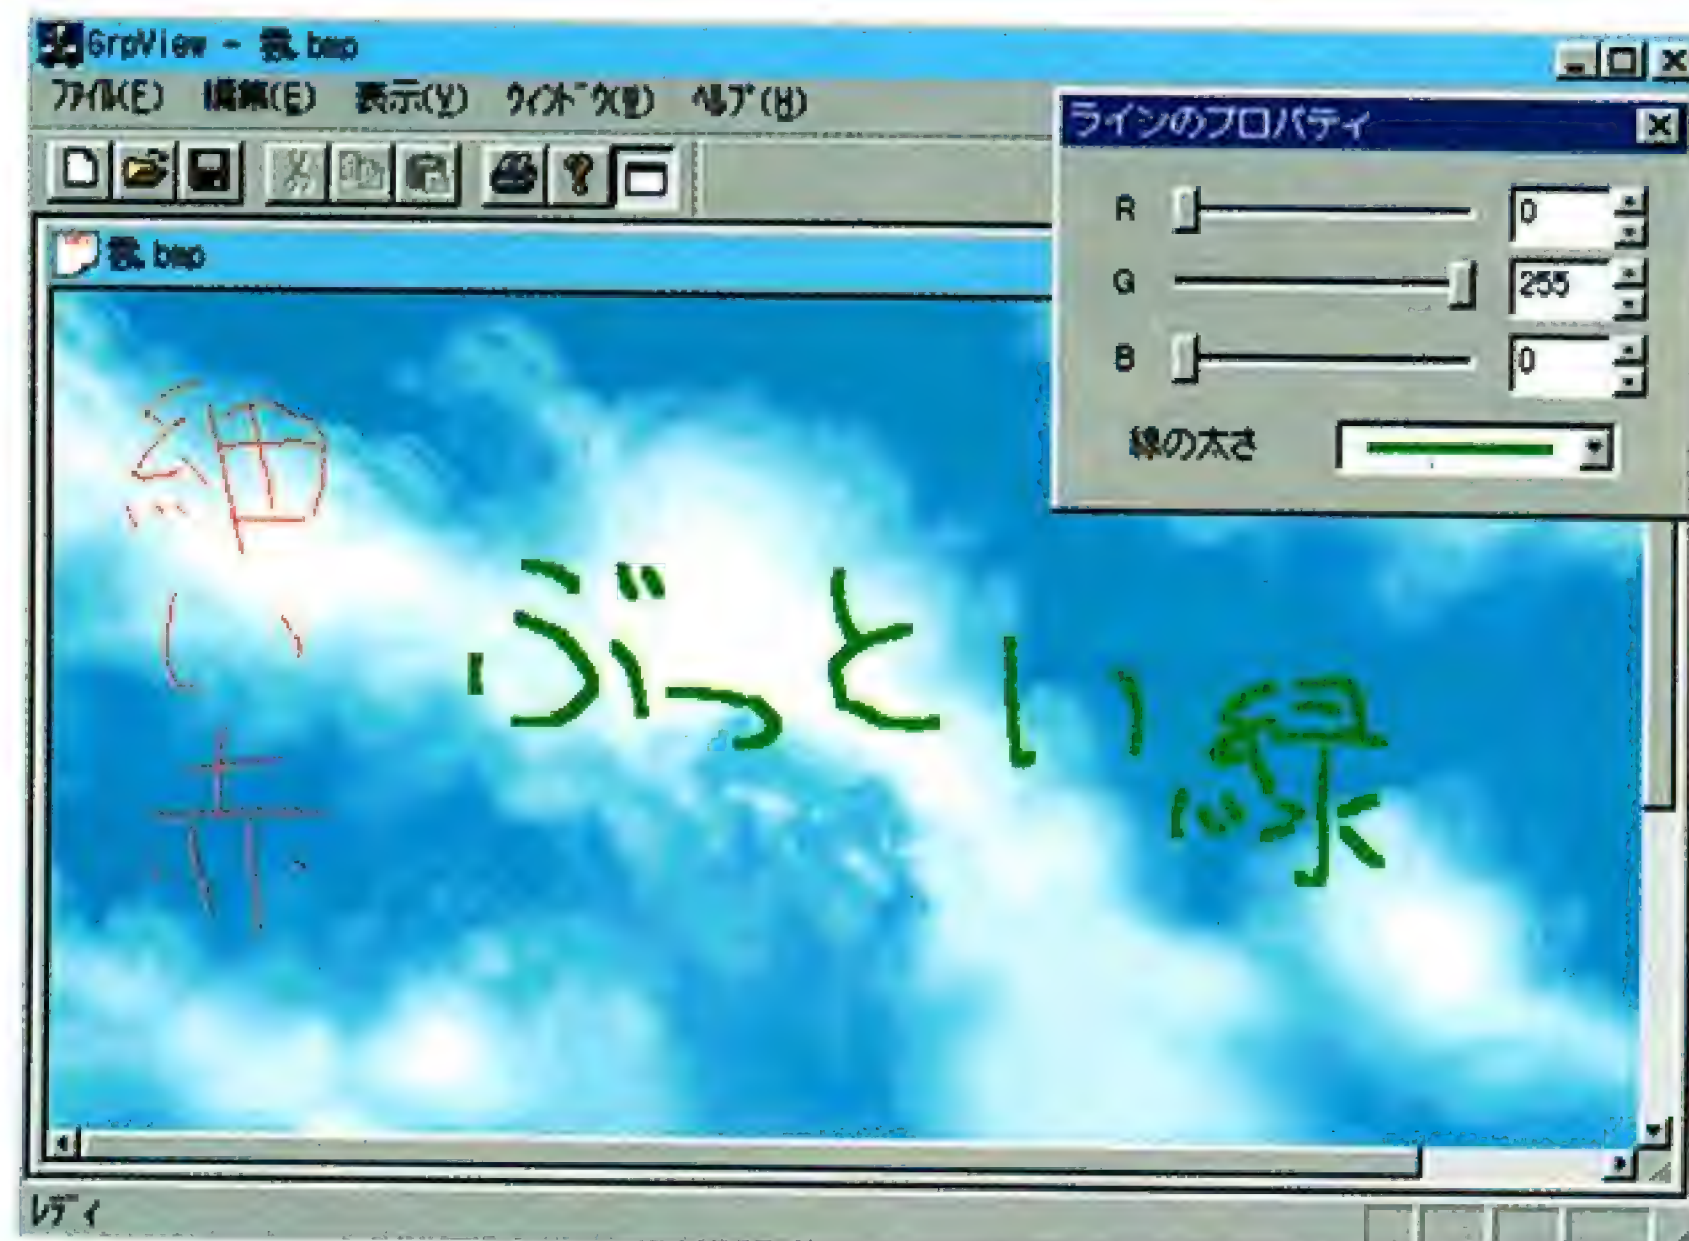 GrpView - 雲.bmp
ファイル(F) 編集(E) 表示(V) ウィンドウ(W) ヘルプ(H)
ラインのプロパティ
R 0
G 255
B 0
線の太さ
雲.bmp
細い赤
ぶっとい緑
レディ